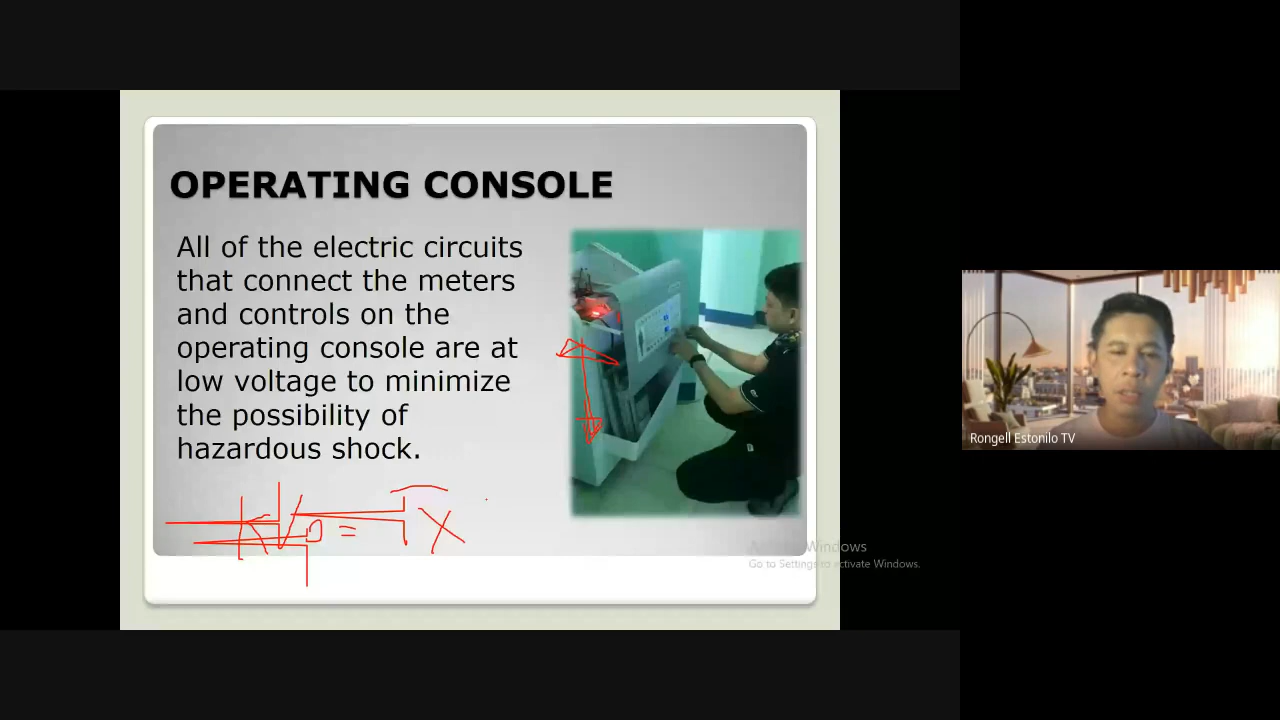 OPERATING CONSOLE
All of the electric circuits
that connect the meters
and controls on the
operating console are at
low voltage to minimize
the possibility of
hazardous shock.
KVp = TX
Windows
Go to Settings to activate Windows.
Rongell Estonilo TV